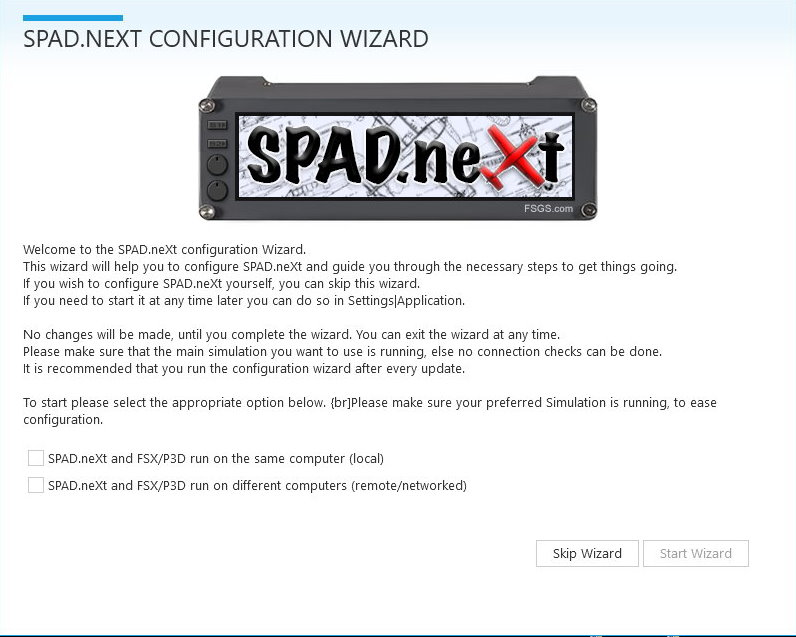 SPAD.NEXT CONFIGURATION WIZARD
SPAD.neXt
FSGS.com
Welcome to the SPAD.neXt configuration Wizard.
This wizard will help you to configure SPAD.neXt and guide you through the necessary steps to get things going.
If you wish to configure SPAD.neXt yourself, you can skip this wizard.
If you need to start it at any time later you can do so in Settings|Application.
No changes will be made, until you complete the wizard. You can exit the wizard at any time.
Please make sure that the main simulation you want to use is running, else no connection checks can be done.
It is recommended that you run the configuration wizard after every update.
To start please select the appropriate option below. {br]Please make sure your preferred Simulation is running, to ease
configuration.
SPAD.neXt and FSX/P3D run on the same computer (local)
SPAD.neXt and FSX/P3D run on different computers (remote/networked)
Skip Wizard
Start Wizard